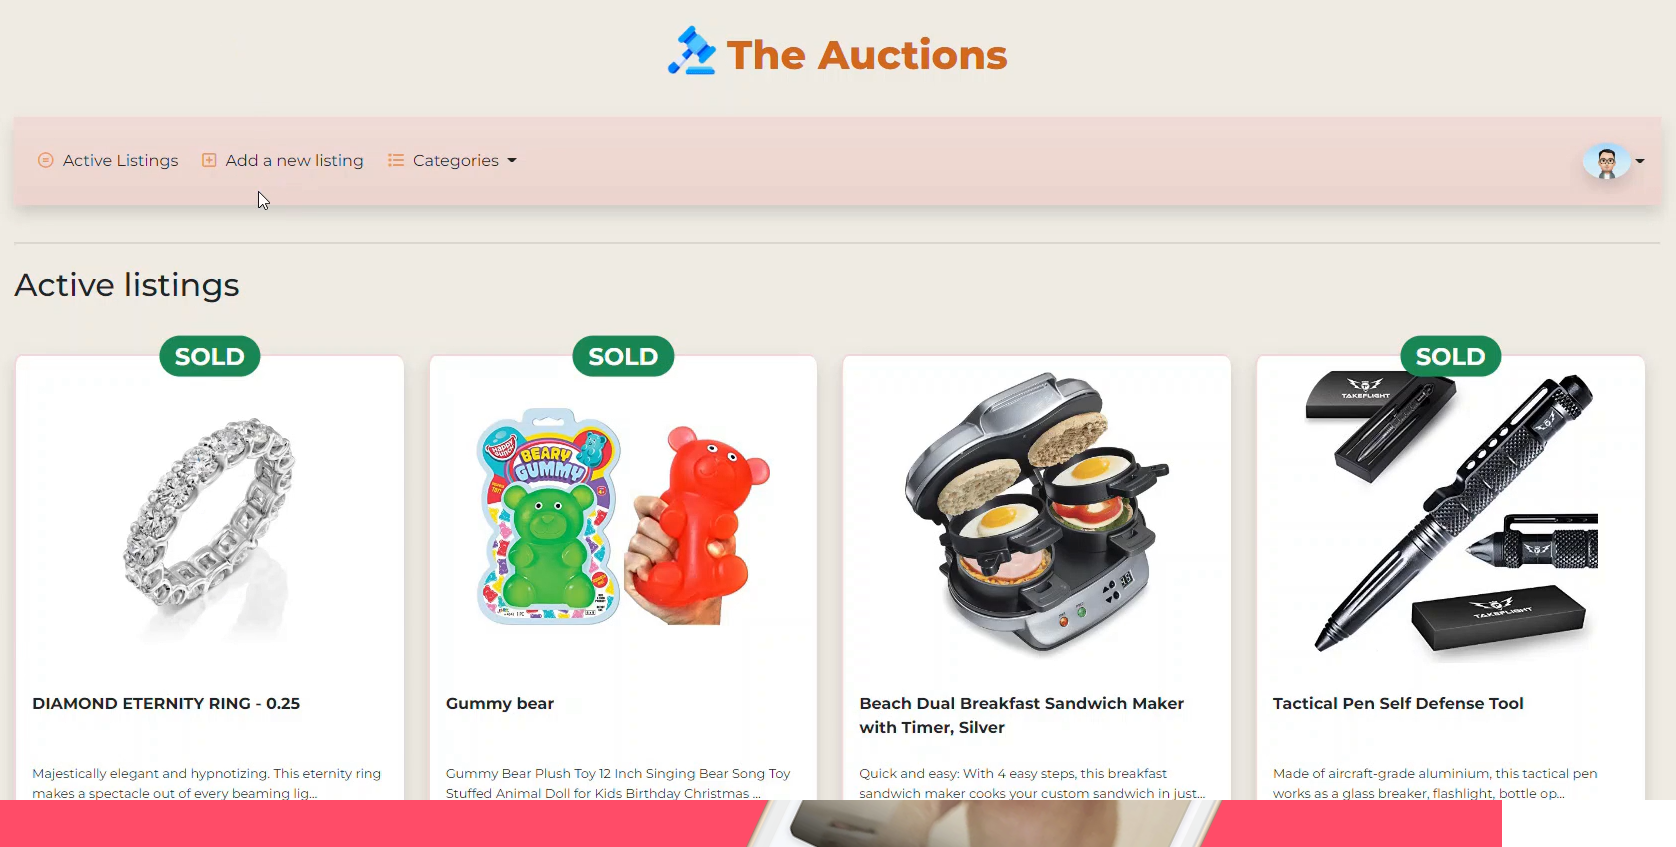 The Auctions
Active Listings
Add a new listing
Categories
Active listings
SOLD
SOLD
SOLD
BEARY
GUMMY
TAKEFLIGHT
TAKEFLIGHT
DIAMOND ETERNITY RING - 0.25
Majestically elegant and hypnotizing. This eternity ring
makes a spectacle out of every beaming lig...
Gummy bear
Gummy Bear Plush Toy 12 Inch Singing Bear Song Toy
Stuffed Animal Doll for Kids Birthday Christmas ...
Beach Dual Breakfast Sandwich Maker
with Timer, Silver
Quick and easy: With 4 easy steps, this breakfast
sandwich maker cooks your custom sandwich in just...
Tactical Pen Self Defense Tool
Made of aircraft-grade aluminium, this tactical pen
works as a glass breaker, flashlight, bottle op...